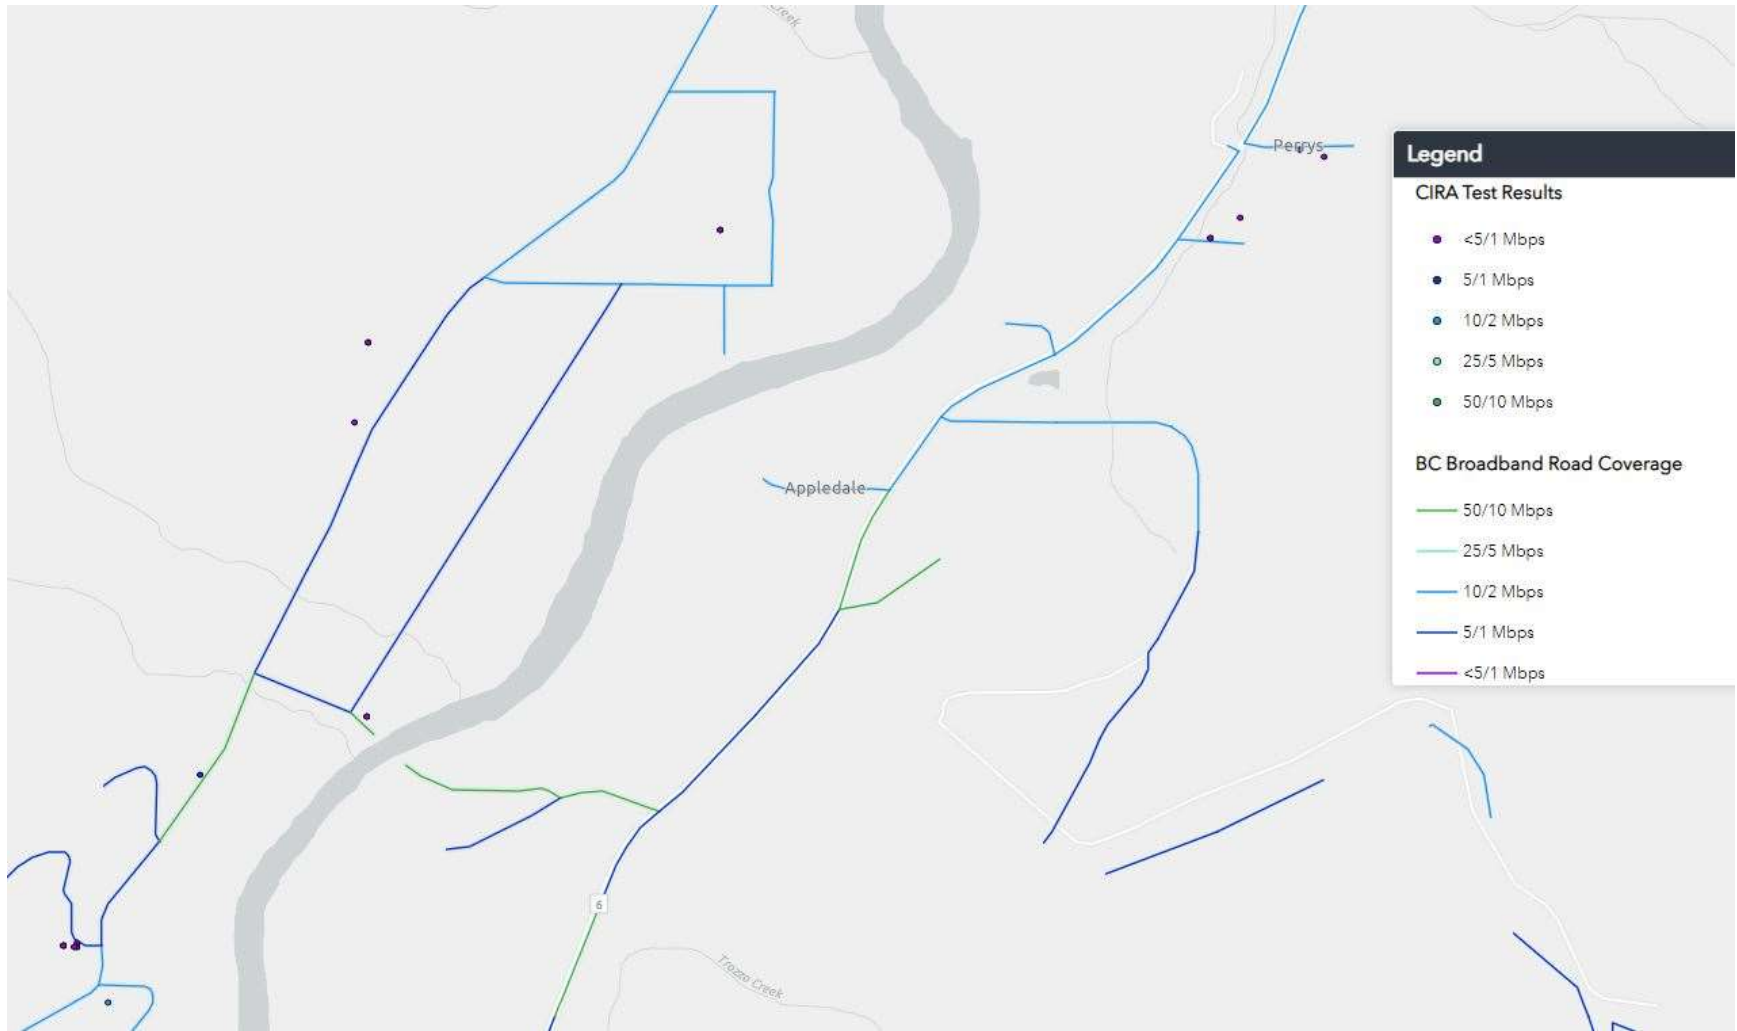 Creek
Perrys
Appledale
6
Trozzo Creek
Legend
CIRA Test Results
<5/1 Mbps
5/1 Mbps
10/2 Mbps
25/5 Mbps
50/10 Mbps
BC Broadband Road Coverage
50/10 Mbps
25/5 Mbps
10/2 Mbps
5/1 Mbps
<5/1 Mbps